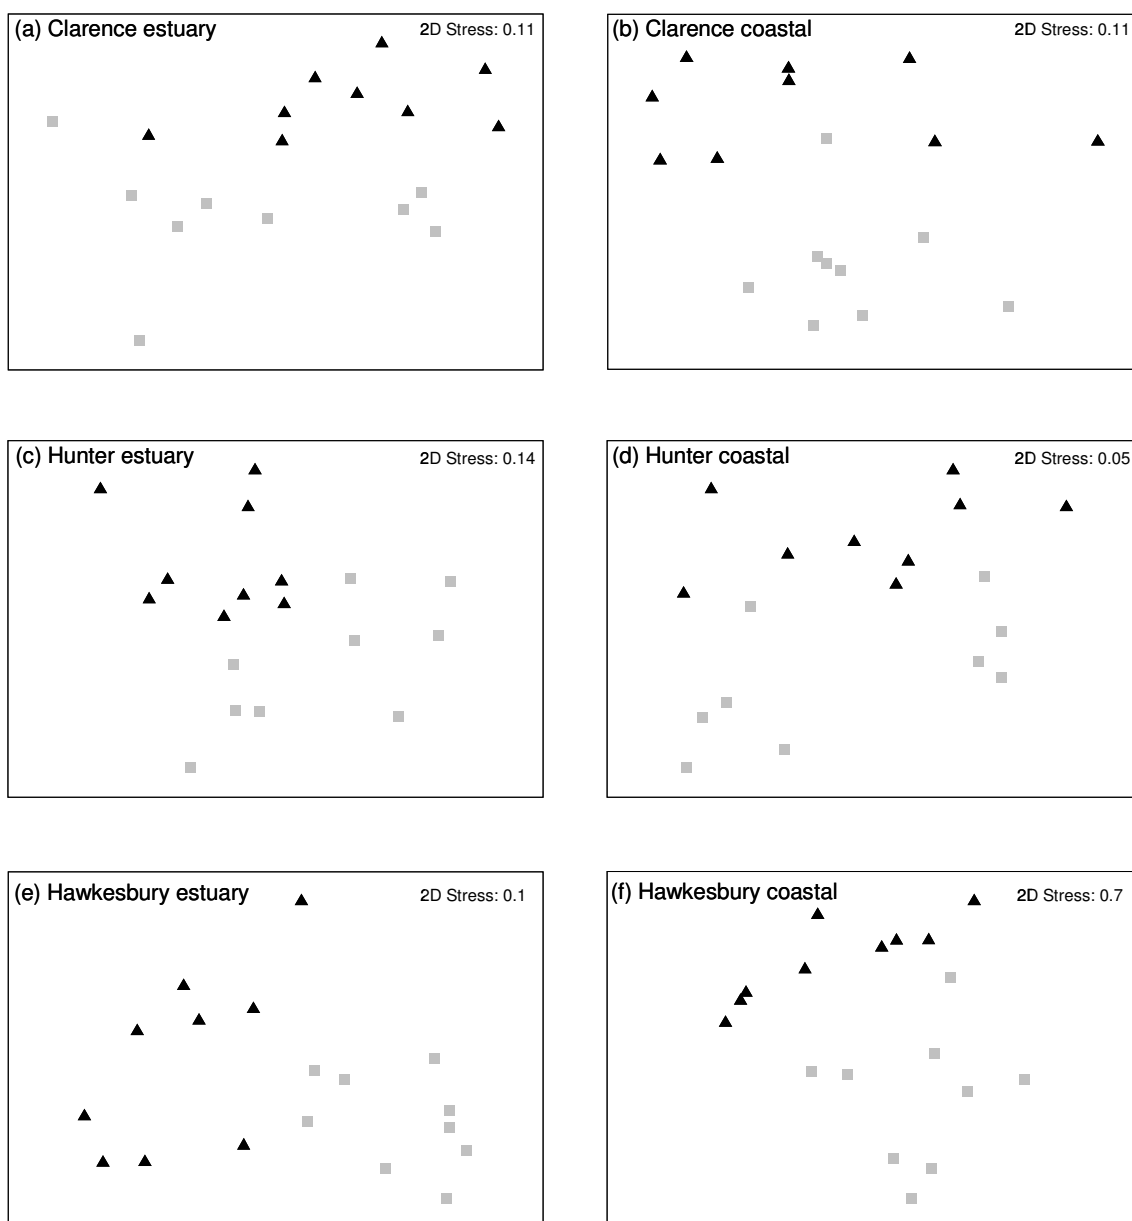 (a) Clarence estuary 2D Stress: 0.11
(b) Clarence coastal 2D Stress: 0.11
(c) Hunter estuary 2D Stress: 0.14
(d) Hunter coastal 2D Stress: 0.05
(e) Hawkesbury estuary 2D Stress: 0.1
(f) Hawkesbury coastal 2D Stress: 0.7